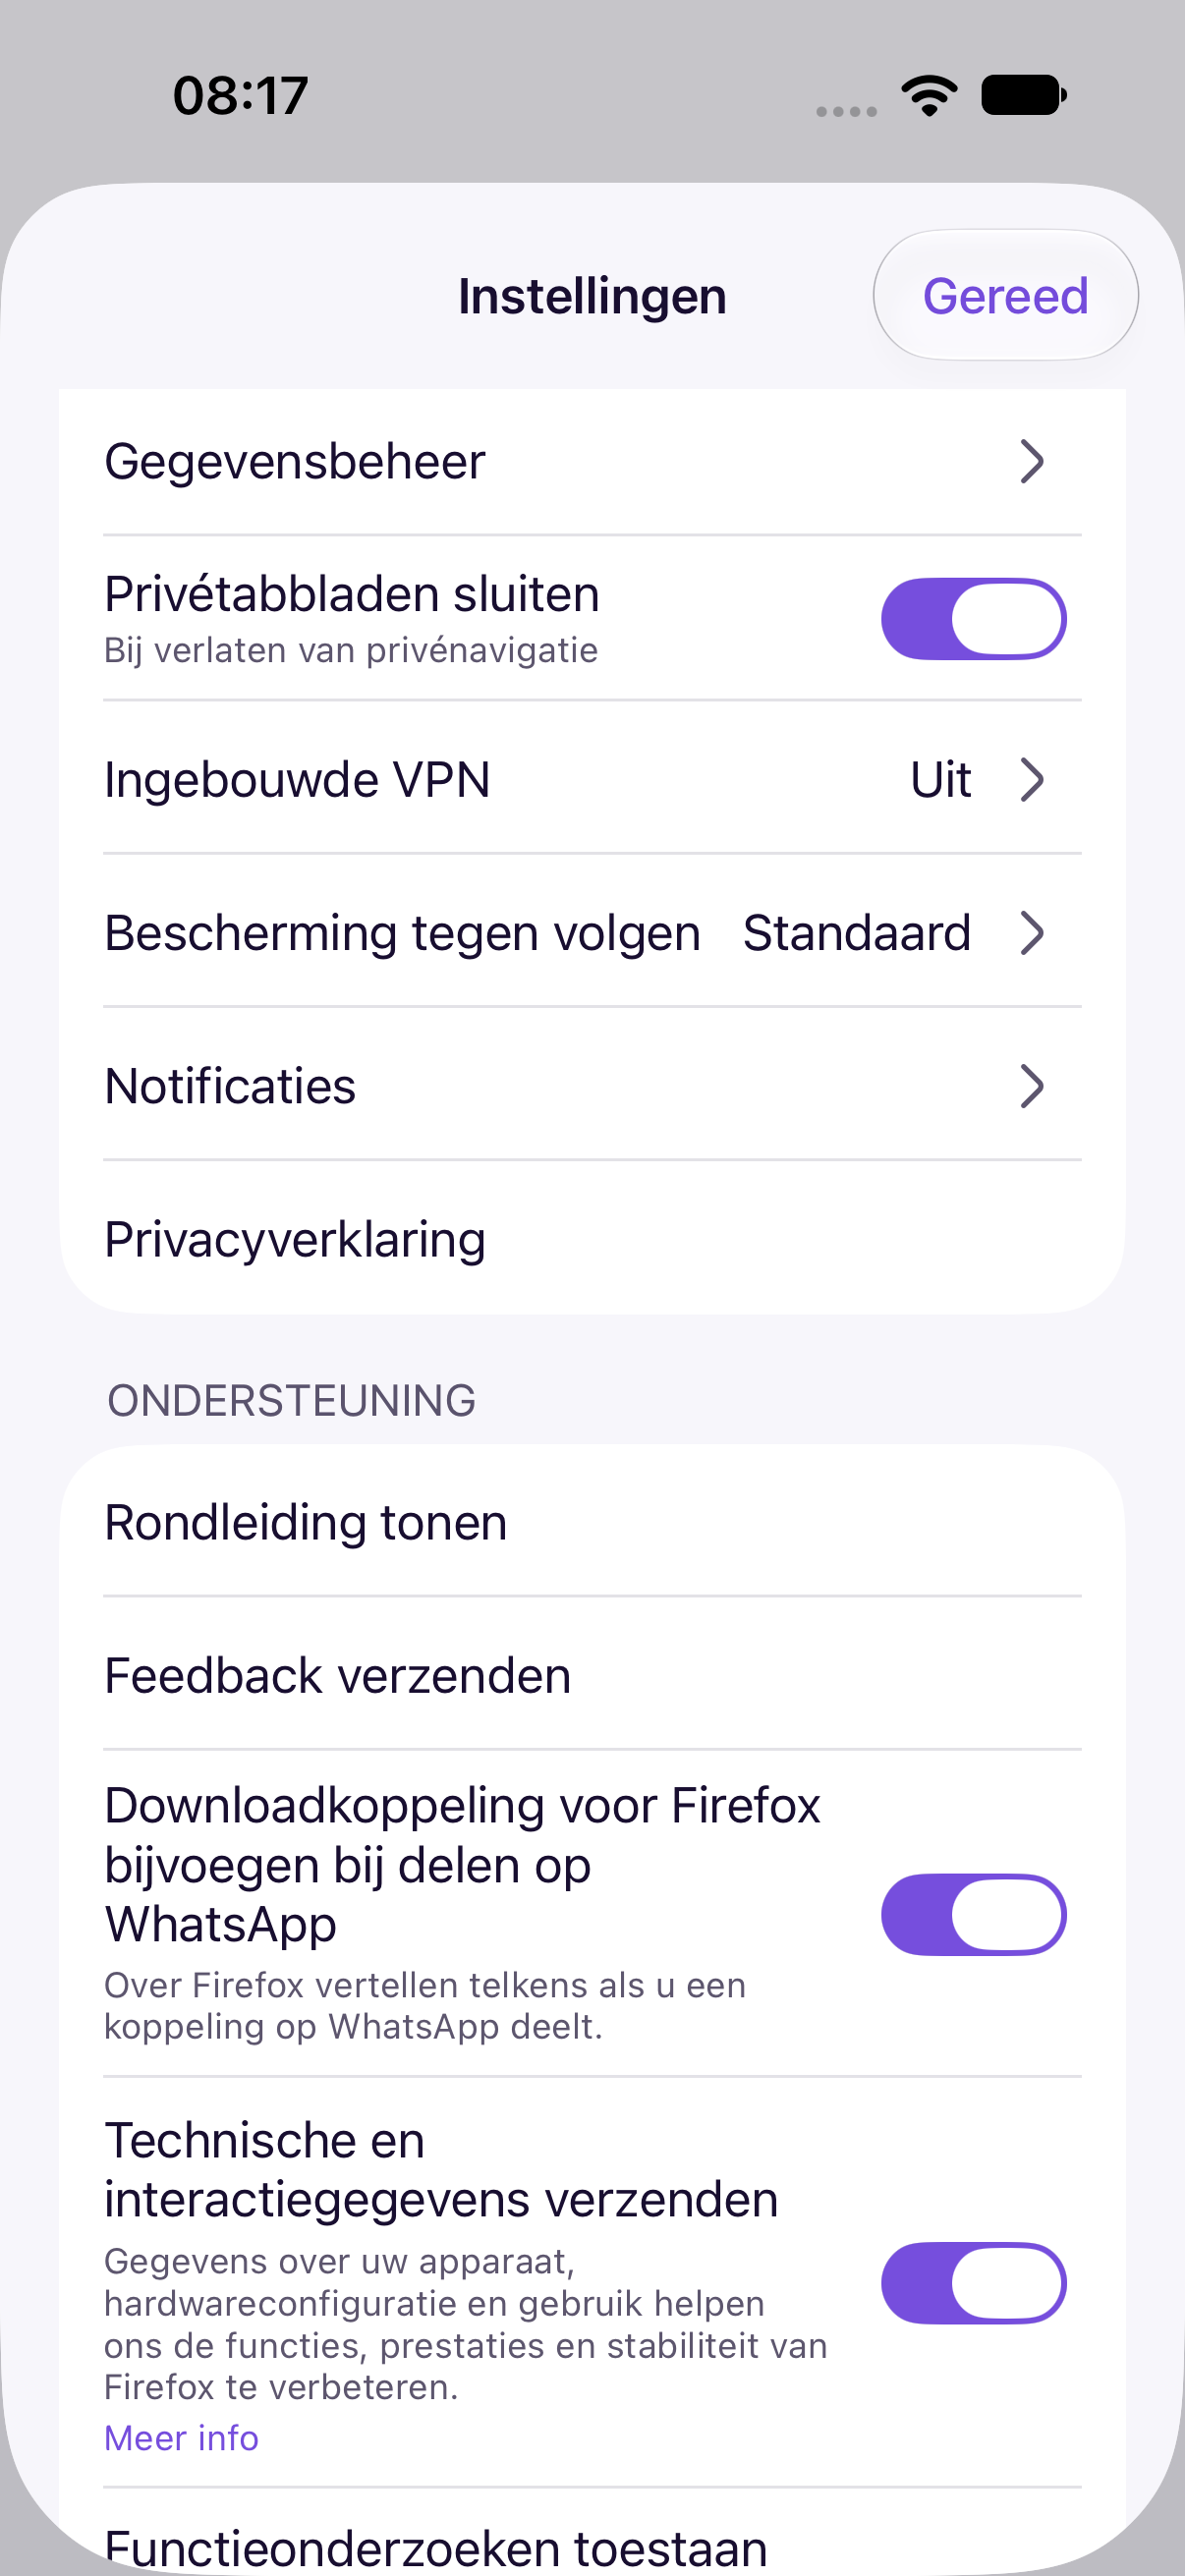 08:17
Instellingen
Gereed
Gegevensbeheer
Privétabbladen sluiten
Bij verlaten van privénavigatie
Ingebouwde VPN
Uit
Bescherming tegen volgen
Standaard
Notificaties
Privacyverklaring
ONDERSTEUNING
Rondleiding tonen
Feedback verzenden
Downloadkoppeling voor Firefox
bijvoegen bij delen op
WhatsApp
Over Firefox vertellen telkens als u een
koppeling op WhatsApp deelt.
Technische en
interactiegegevens verzenden
Gegevens over uw apparaat,
hardwareconfiguratie en gebruik helpen
ons de functies, prestaties en stabiliteit van
Firefox te verbeteren.
Meer info
Functieonderzoeken toestaan